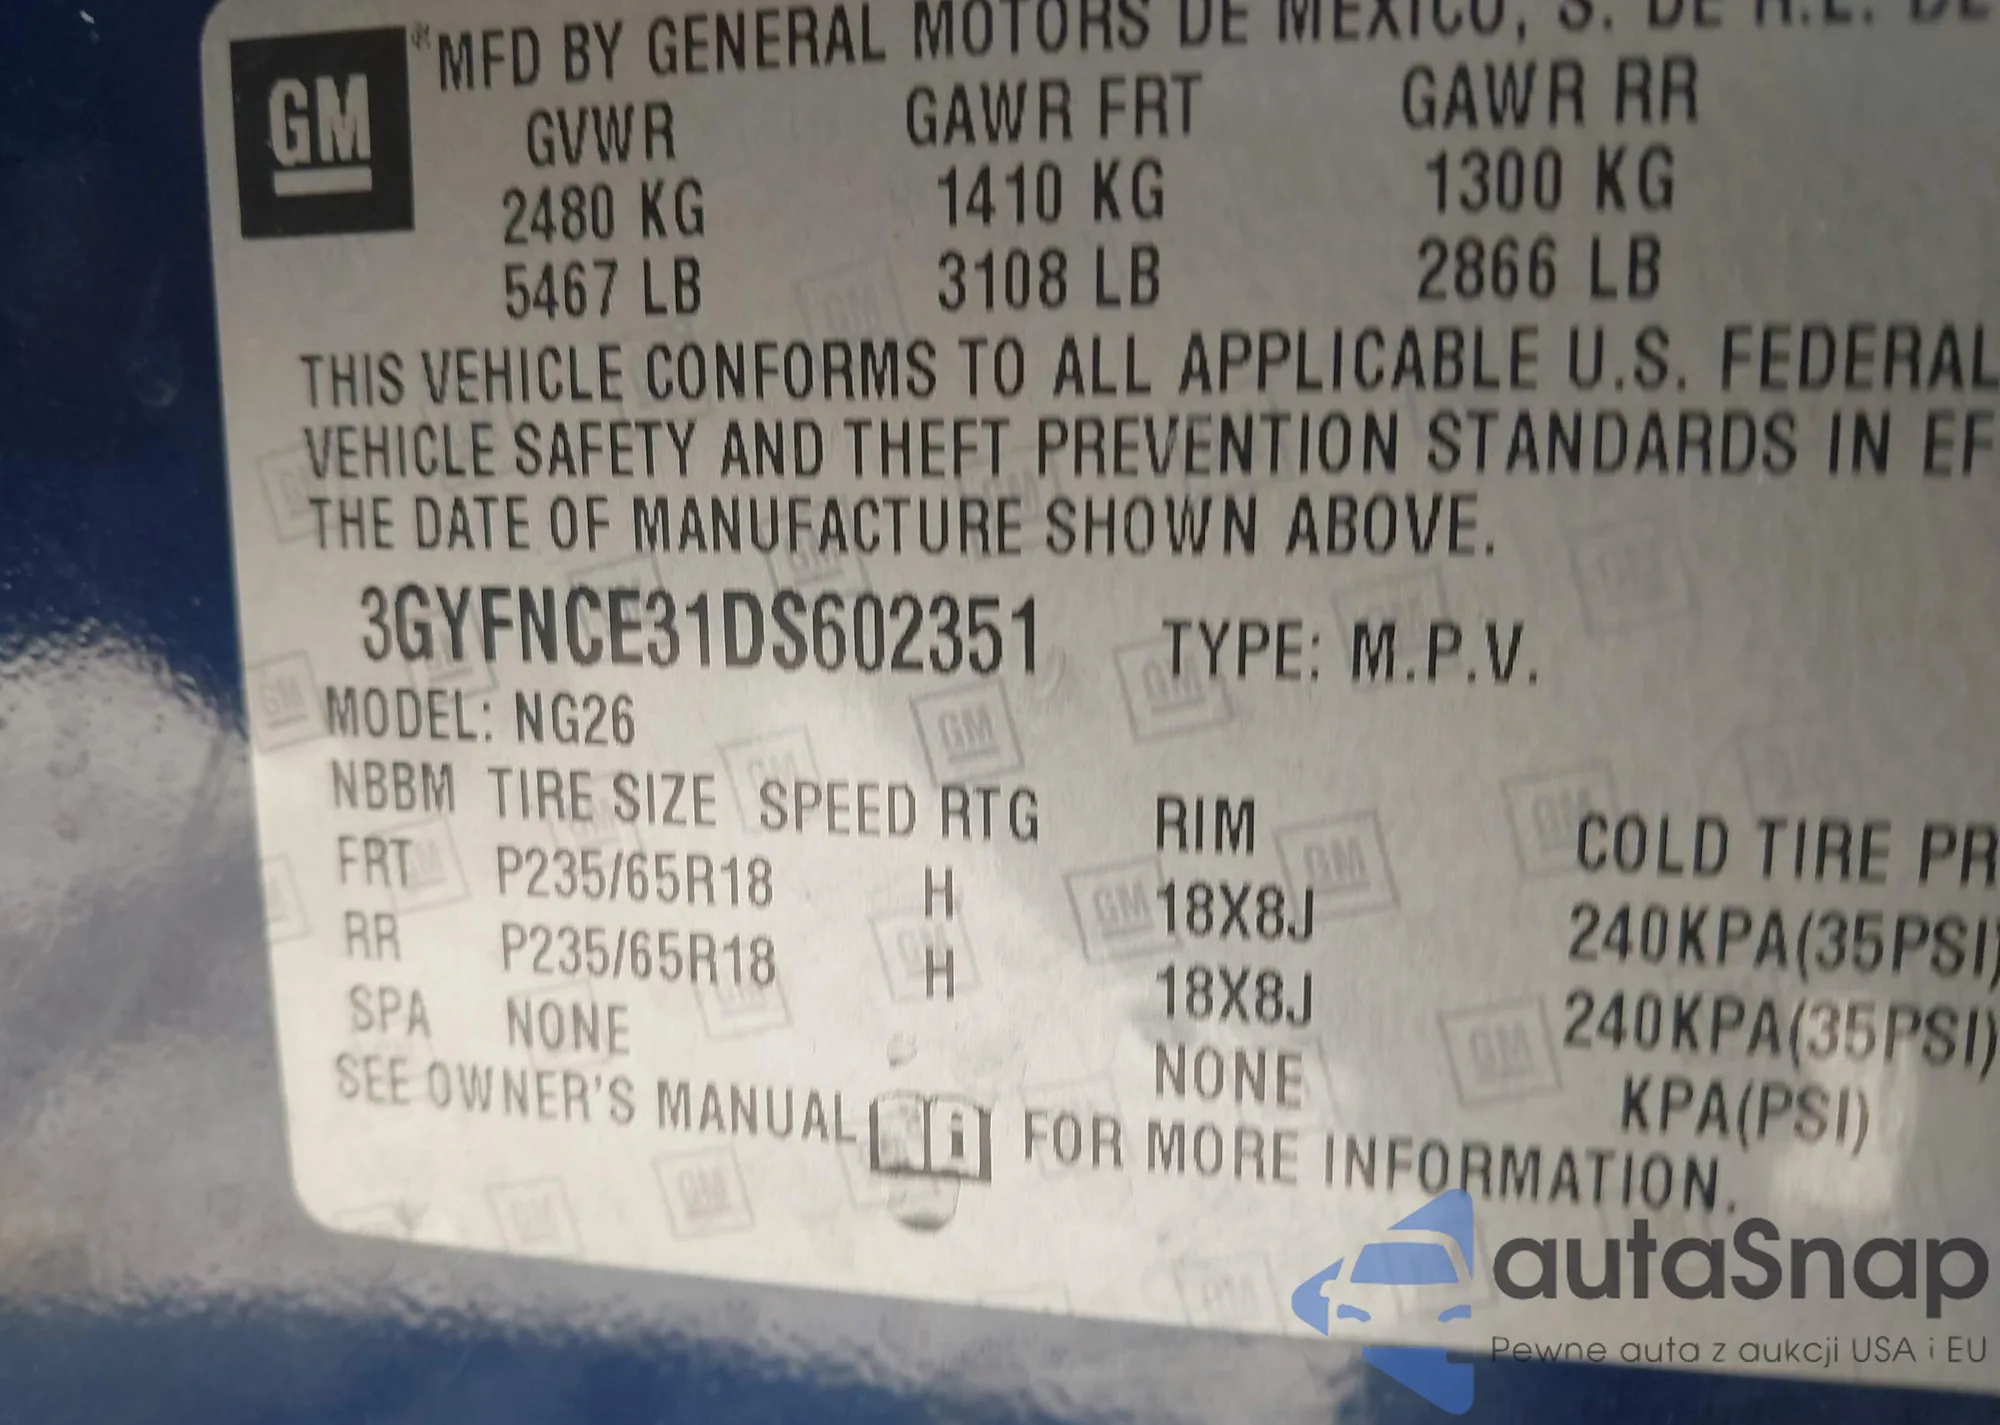 GM
MFD BY GENERAL MOTORS DE MEXICO, S. DE R.L. DE
GVWR GAWR FRT GAWR RR
2480 KG 1410 KG 1300 KG
5467 LB 3108 LB 2866 LB
THIS VEHICLE CONFORMS TO ALL APPLICABLE U.S. FEDERAL
VEHICLE SAFETY AND THEFT PREVENTION STANDARDS IN EF
THE DATE OF MANUFACTURE SHOWN ABOVE.
3GYFNCE31DS602351 TYPE: M.P.V.
MODEL: NG26
NBBM TIRE SIZE SPEED RTG RIM COLD TIRE PR
FRT P235/65R18 H 18X8J 240KPA(35PSI)
RR P235/65R18 H 18X8J 240KPA(35PSI)
SPA NONE NONE KPA(PSI)
SEE OWNER'S MANUAL i FOR MORE INFORMATION.
autaSnap
Pewne auta z aukcji USA i EU